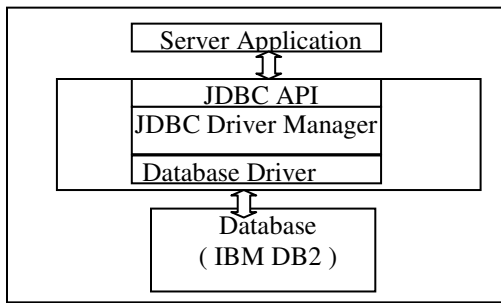 Server Application
JDBC API
JDBC Driver Manager
Database Driver
Database
( IBM DB2 )